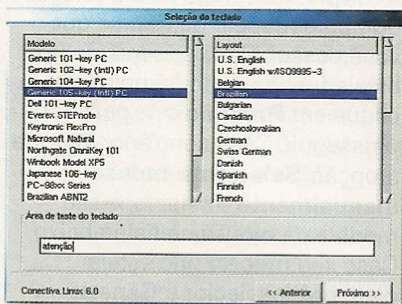 Seleção do teclado
Modelo
Generic 101-key PC
Generic 102-key (Intl) PC
Generic 104-key PC
Generic 105-key (Intl) PC
Dell 101-key PC
Everex STEPnote
Keytronic FlexPro
Microsoft Natural
Northgate OmniKey 101
Winbook Model XP5
Japanese 106-key
PC-98xx Series
Brazilian ABNT2
Layout
U.S. English
U.S. English w/ISO9995-3
Belgian
Brazilian
Bulgarian
Canadian
Czechoslovakian
German
Swiss German
Danish
Spanish
Finnish
French
Área de teste do teclado
atenção
Conectiva Linux 6.0
<< Anterior
Próximo >>